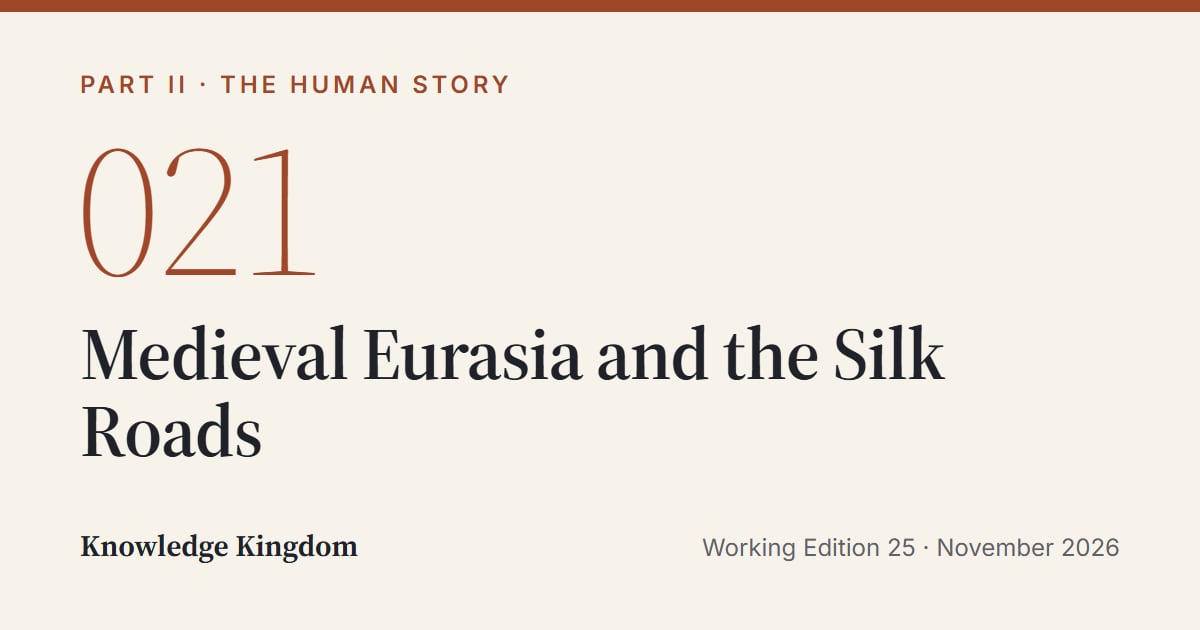 PART II · THE HUMAN STORY
021
Medieval Eurasia and the Silk
Roads
Knowledge Kingdom
Working Edition 25 · November 2026